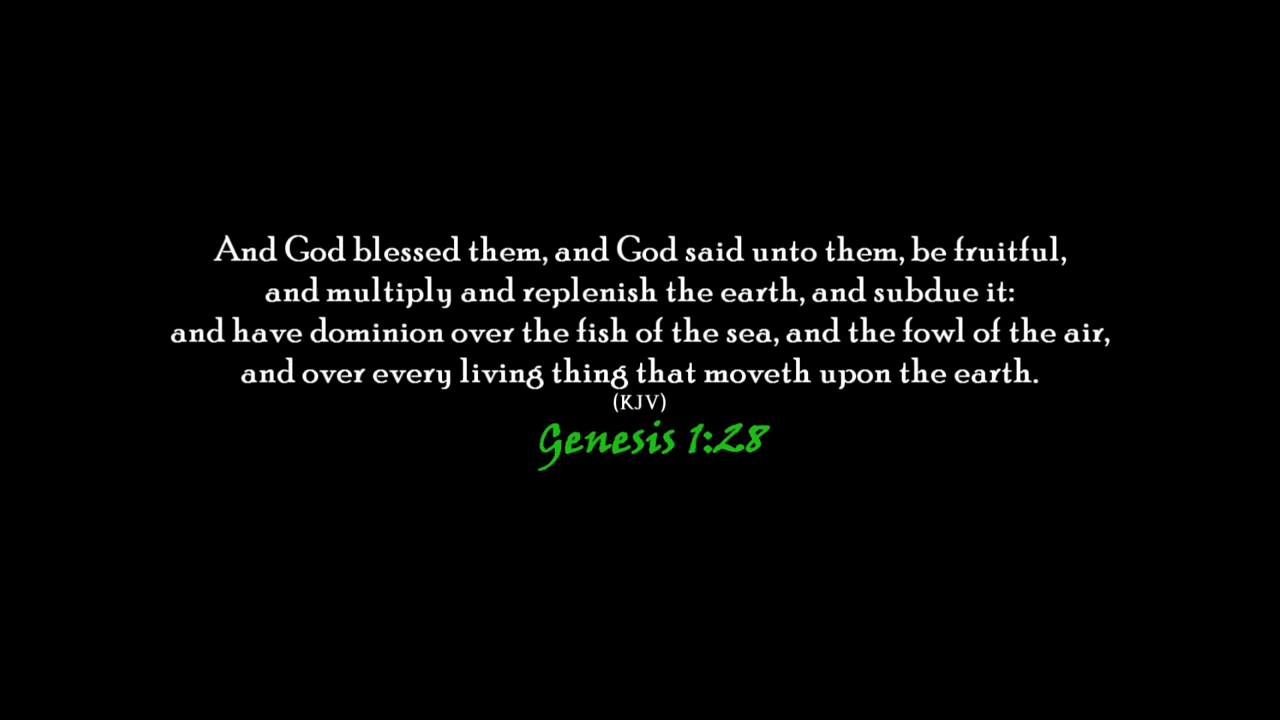 And God blessed them, and God said unto them, be fruitful,
and multiply and replenish the earth, and subdue it:
and have dominion over the fish of the sea, and the fowl of the air,
and over every living thing that moveth upon the earth.
(KJV)
Genesis 1:28